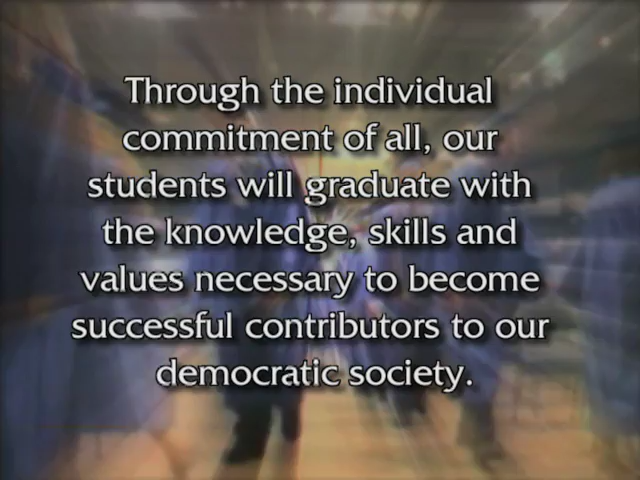 Through the individual
commitment of all, our
students will graduate with
the knowledge, skills and
values necessary to become
successful contributors to our
democratic society.